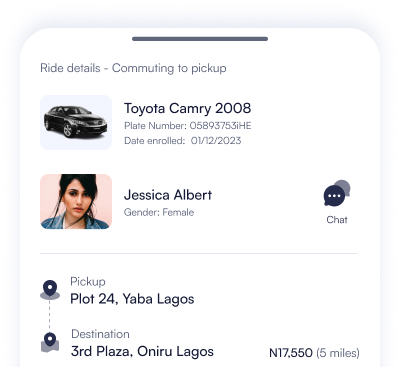 Ride details - Commuting to pickup
Toyota Camry 2008
Plate Number: 05893753iHE
Date enrolled: 01/12/2023
Jessica Albert
Gender: Female
Chat
Pickup
Plot 24, Yaba Lagos
Destination
3rd Plaza, Oniru Lagos
N17,550 (5 miles)